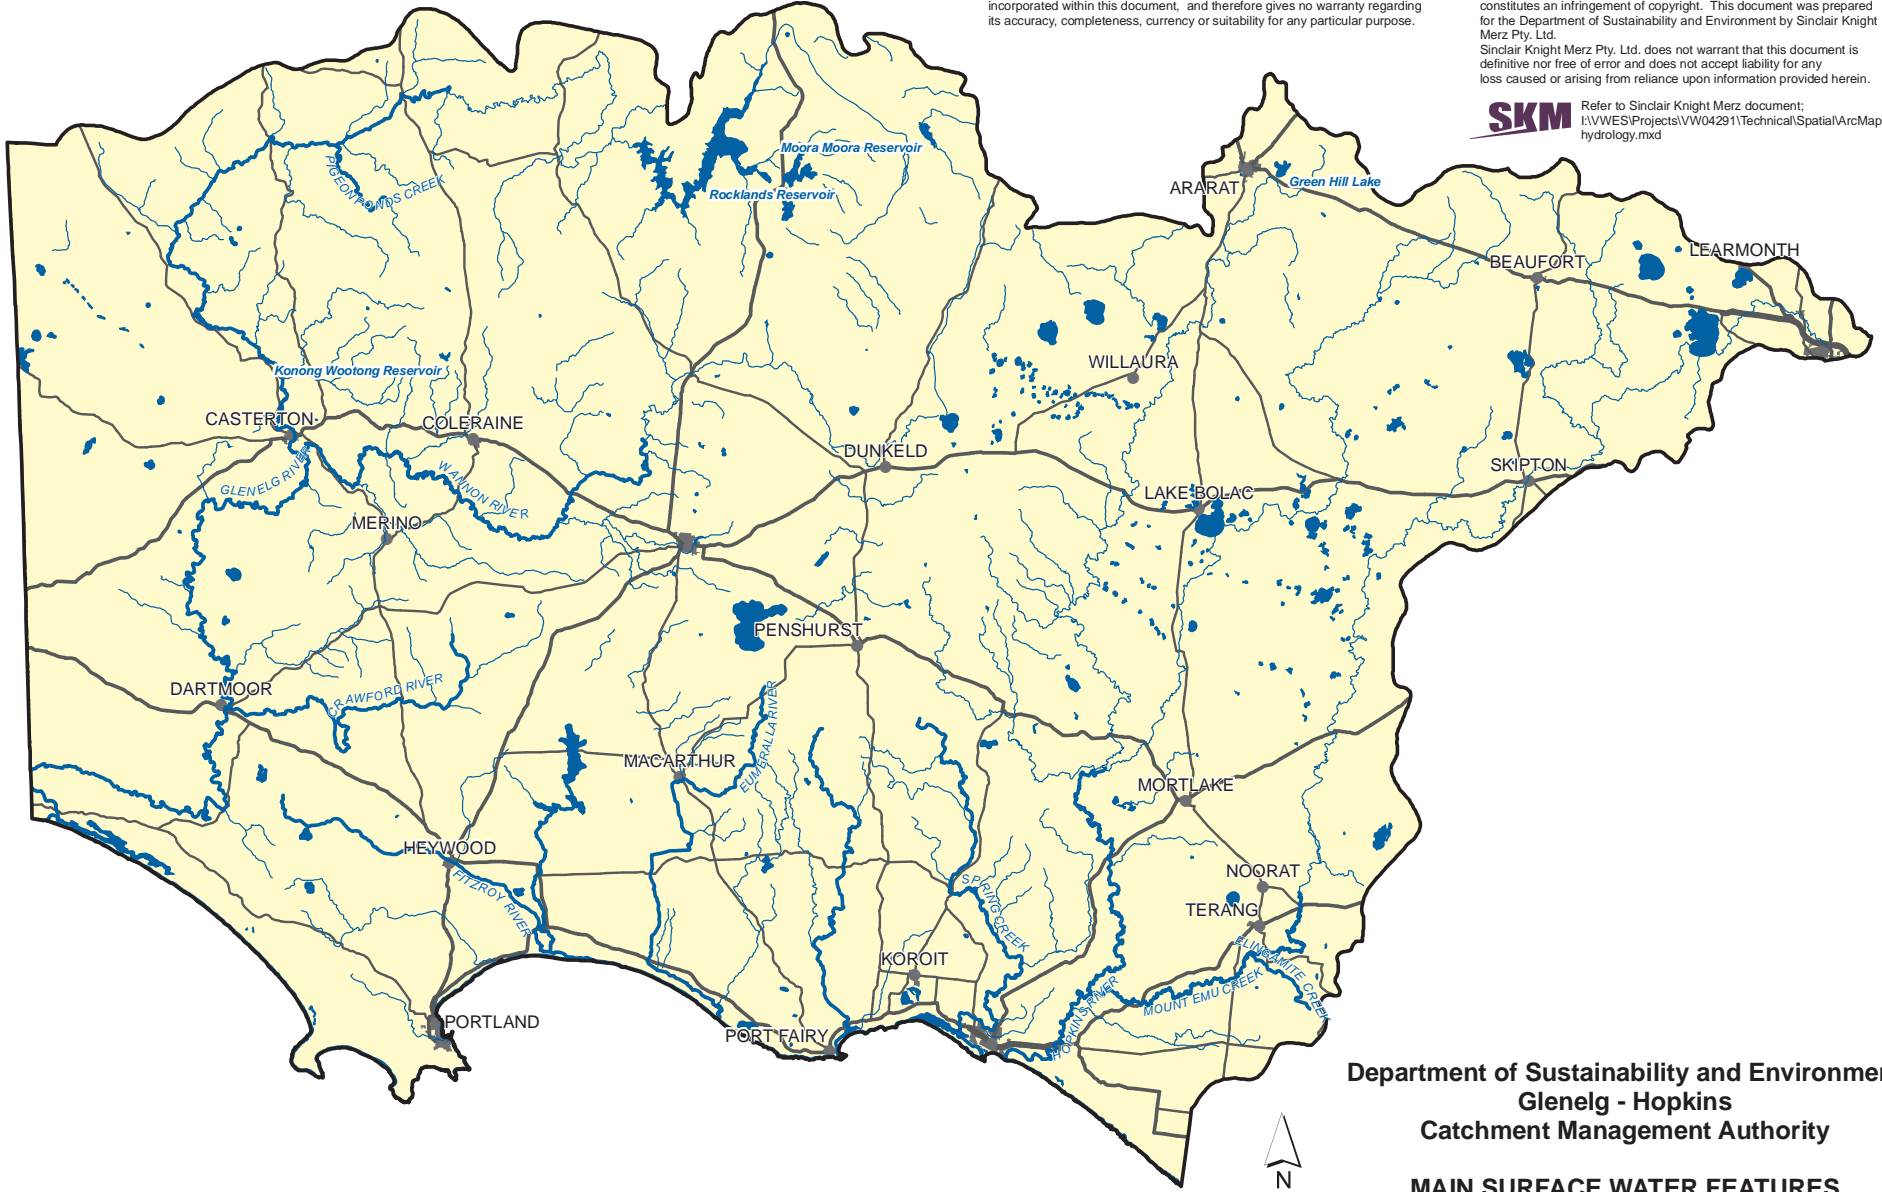 incorporated within this document, and therefore gives no warranty regarding
its accuracy, completeness, currency or suitability for any particular purpose.
constitutes an infringement of copyright. This document was prepared
for the Department of Sustainability and Environment by Sinclair Knight
Merz Pty. Ltd.
Sinclair Knight Merz Pty. Ltd. does not warrant that this document is
definitive nor free of error and does not accept liability for any
loss caused or arising from reliance upon information provided herein.
SKM
Refer to Sinclair Knight Merz document;
I:\VWES\Projects\VW04291\Technical\Spatial\ArcMap
hydrology.mxd
Moora Moora Reservoir
Rocklands Reservoir
PIGEON PONDS CREEK
ARARAT
Green Hill Lake
BEAUFORT
LEARMONTH
Konong Wootong Reservoir
WILLAURA
CASTERTON
COLERAINE
DUNKELD
GLENELG RIVER
WANNON RIVER
SKIPTON
LAKE BOLAC
MERINO
PENSHURST
DARTMOOR
CRAWFORD RIVER
MACARTHUR
EUMERALLA RIVER
MORTLAKE
HEYWOOD
FITZROY RIVER
SPRING CREEK
NOORAT
TERANG
KOROIT
ELINGAMITE CREEK
MOUNT EMU CREEK
HOPKINS RIVER
PORTLAND
PORT FAIRY
Department of Sustainability and Environmen
Glenelg - Hopkins
Catchment Management Authority
N
MAIN SURFACE WATER FEATURES